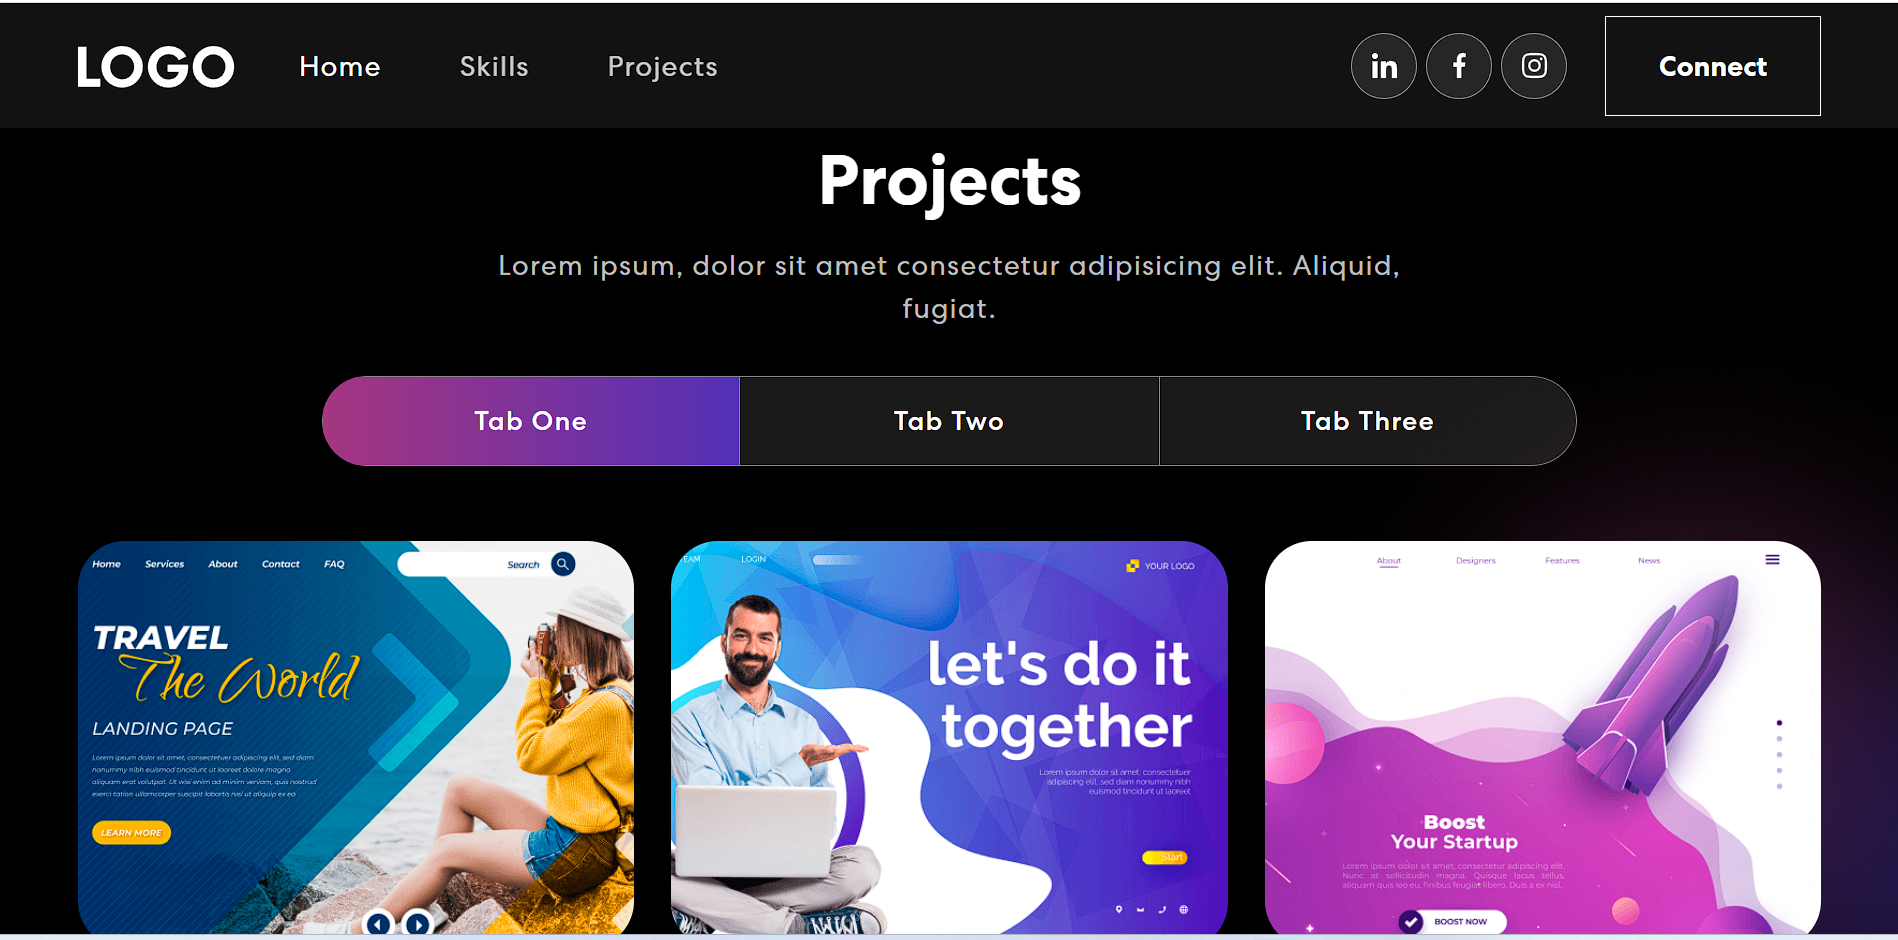 LOGO
Home
Skills
Projects
in
f
Connect
Projects
Lorem ipsum, dolor sit amet consectetur adipisicing elit. Aliquid,
fugiat.
Tab One
Tab Two
Tab Three
Home
Services
About
Contact
FAQ
Search
TRAVEL
The World
LANDING PAGE
Lorem ipsum dolor sit amet, consectetuer adipiscing elit, sed diam
nonummy nibh euismod tincidunt ut laoreet dolore magna
aliquam erat volutpat. Ut wisi enim ad minim veniam, quis nostrud
exerci tation ullamcorper suscipit lobortis nisl ut aliquip ex ea
LEARN MORE
EAM
LOGIN
YOUR LOGO
let's do it
together
Lorem ipsum dolor sit amet, consectetuer
adipiscing elit, sed diam nonummy nibh
euismod tincidunt ut laoreet
Start
About
Designers
Features
News
Boost
Your Startup
Lorem ipsum dolor sit amet, consectetur adipiscing elit.
Nunc at sollicitudin magna. Quisque lacus tellus,
aliquam quis leo eu, finibus feugiat libero. Duis a ex nisl.
BOOST NOW